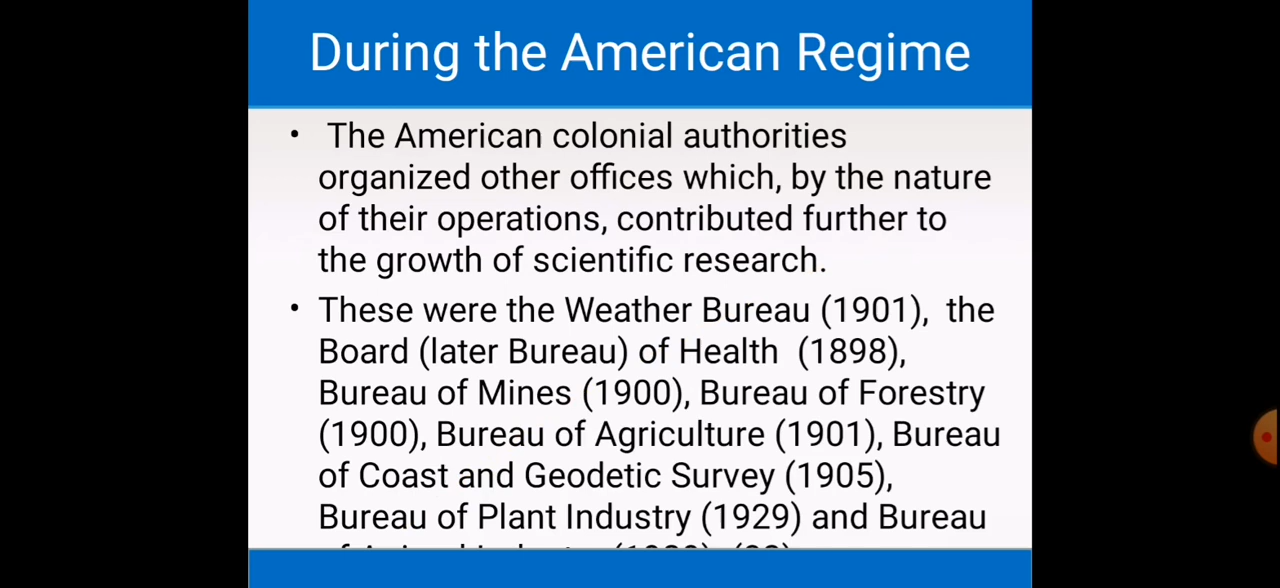 During the American Regime
• The American colonial authorities
organized other offices which, by the nature
of their operations, contributed further to
the growth of scientific research.
• These were the Weather Bureau (1901), the
Board (later Bureau) of Health (1898),
Bureau of Mines (1900), Bureau of Forestry
(1900), Bureau of Agriculture (1901), Bureau
of Coast and Geodetic Survey (1905),
Bureau of Plant Industry (1929) and Bureau